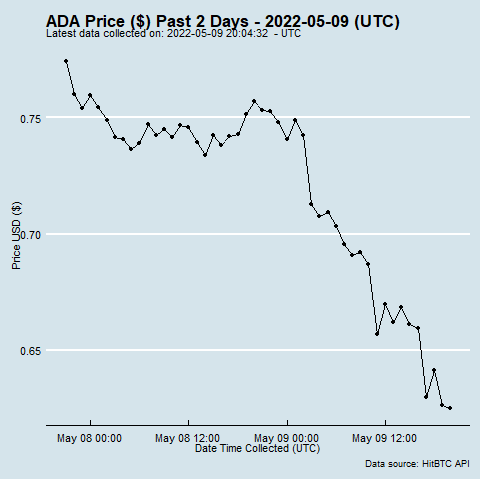 ADA Price ($) Past 2 Days - 2022-05-09 (UTC)
Latest data collected on: 2022-05-09 20:04:32  - UTC
0.75
0.70
0.65
Price USD ($)
May 08 00:00
May 08 12:00
May 09 00:00
May 09 12:00
Date Time Collected (UTC)
Data source: HitBTC API